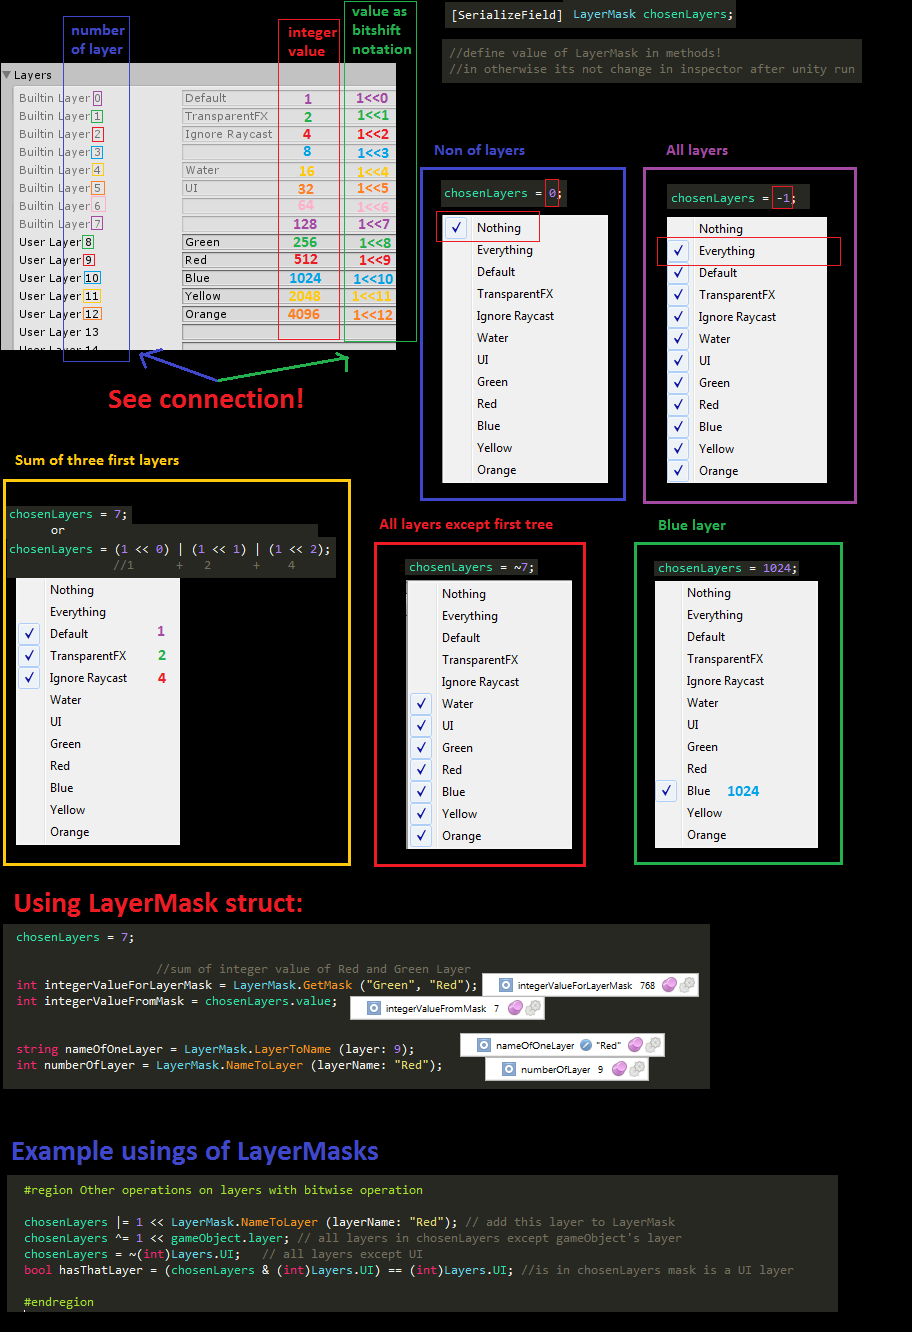 number
of layer
integer
value
value as
bitshift
notation
Layers
Builtin Layer 0 Default 1 1<<0
Builtin Layer 1 TransparentFX 2 1<<1
Builtin Layer 2 Ignore Raycast 4 1<<2
Builtin Layer 3 8 1<<3
Builtin Layer 4 Water 16 1<<4
Builtin Layer 5 UI 32 1<<5
Builtin Layer 6 64 1<<6
Builtin Layer 7 128 1<<7
User Layer 8 Green 256 1<<8
User Layer 9 Red 512 1<<9
User Layer 10 Blue 1024 1<<10
User Layer 11 Yellow 2048 1<<11
User Layer 12 Orange 4096 1<<12
User Layer 13
User Layer 14
See connection!
[SerializeField] LayerMask chosenLayers;
//define value of LayerMask in methods!
//in otherwise its not change in inspector after unity run
Non of layers
chosenLayers = 0;
Nothing
Everything
Default
TransparentFX
Ignore Raycast
Water
UI
Green
Red
Blue
Yellow
Orange
All layers
chosenLayers = -1;
Nothing
Everything
Default
TransparentFX
Ignore Raycast
Water
UI
Green
Red
Blue
Yellow
Orange
Sum of three first layers
chosenLayers = 7;
or
chosenLayers = (1 << 0) | (1 << 1) | (1 << 2);
//1 + 2 + 4
Nothing
Everything
Default 1
TransparentFX 2
Ignore Raycast 4
Water
UI
Green
Red
Blue
Yellow
Orange
All layers except first tree
chosenLayers = ~7;
Nothing
Everything
Default
TransparentFX
Ignore Raycast
Water
UI
Green
Red
Blue
Yellow
Orange
Blue layer
chosenLayers = 1024;
Nothing
Everything
Default
TransparentFX
Ignore Raycast
Water
UI
Green
Red
Blue 1024
Yellow
Orange
Using LayerMask struct:
chosenLayers = 7;
//sum of integer value of Red and Green Layer
int integerValueForLayerMask = LayerMask.GetMask ("Green", "Red"); integerValueForLayerMask 768
int integerValueFromMask = chosenLayers.value; integerValueFromMask 7
string nameOfOneLayer = LayerMask.LayerToName (layer: 9); nameOfOneLayer "Red"
int numberOfLayer = LayerMask.NameToLayer (layerName: "Red"); numberOfLayer 9
Example usings of LayerMasks
#region Other operations on layers with bitwise operation
chosenLayers |= 1 << LayerMask.NameToLayer (layerName: "Red"); // add this layer to LayerMask
chosenLayers ^= 1 << gameObject.layer; // all layers in chosenLayers except gameObject's layer
chosenLayers = ~(int)Layers.UI; // all layers except UI
bool hasThatLayer = (chosenLayers & (int)Layers.UI) == (int)Layers.UI; //is in chosenLayers mask is a UI layer
#endregion